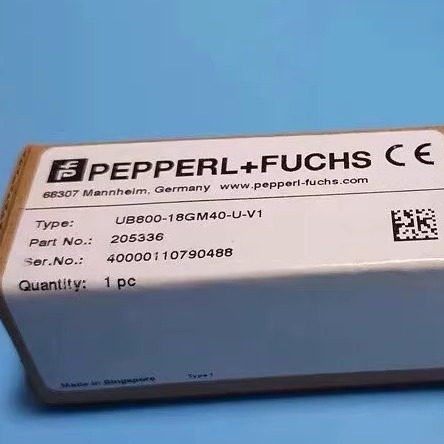 PEPPERL+FUCHS CE
68307 Mannheim, Germany www.pepperl-fuchs.com
Type: UB800-18GM40-U-V1
Part No.: 205336
Ser.No.: 40000110790488
Quantity: 1 pc
Made in Singapore Type1